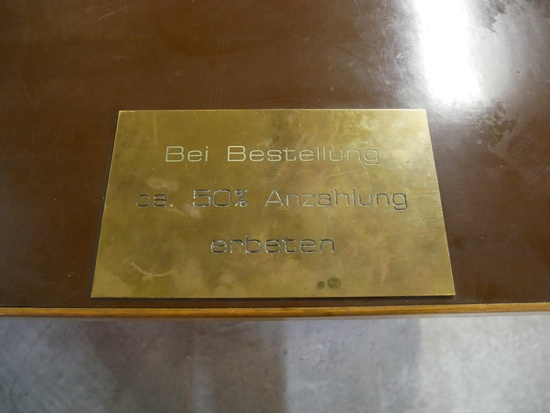 Bei Bestellung
ca. 50% Anzahlung
erbeten